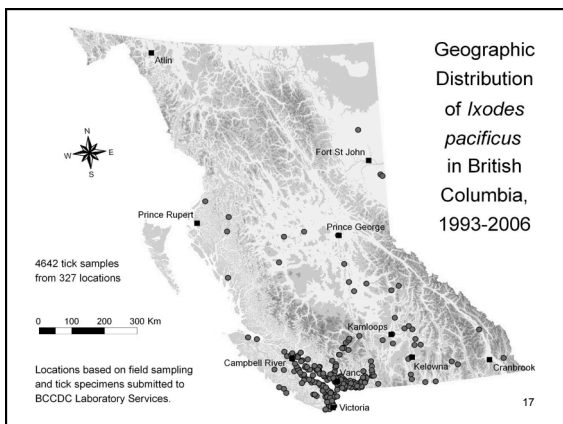 Geographic
Distribution
of Ixodes
pacificus
in British
Columbia,
1993-2006
Atlin
N
W E
S
Fort St John
Prince Rupert
Prince George
4642 tick samples
from 327 locations
0 50 100 200 300 Km
Kamloops
Campbell River
Vanc
Kelowna
Cranbrook
Locations based on field sampling
and tick specimens submitted to
BCCDC Laboratory Services.
Victoria
17